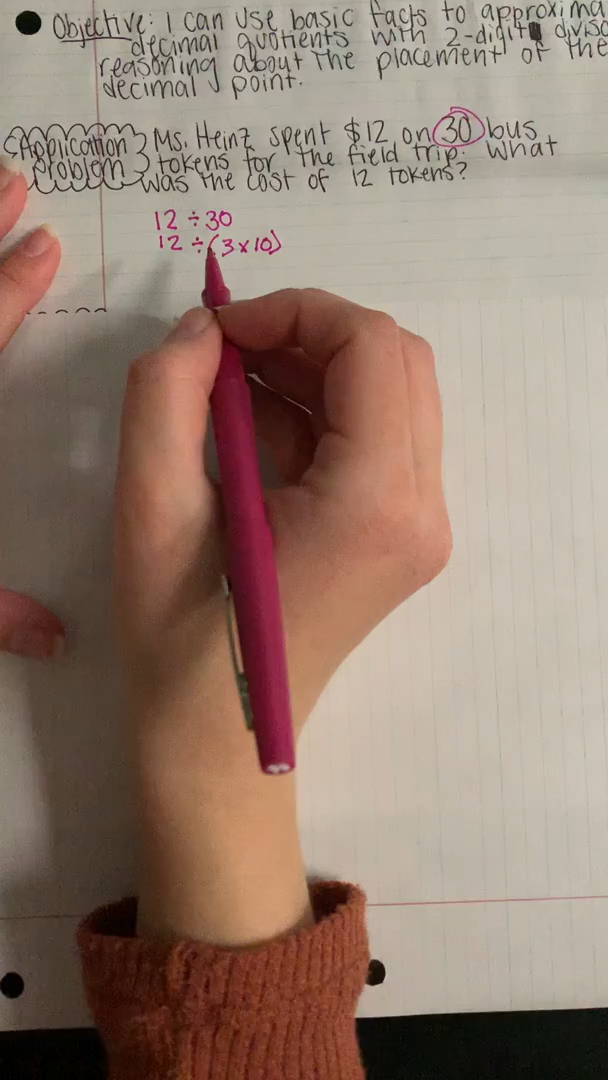 Objective: I can use basic facts to approxima
decimal quotients with 2-digit diviso
reasoning about the placement of the
decimal point.
Application Ms. Heinz spent $12 on 30 bus
problem tokens for the field trip. What
was the cost of 12 tokens?
12 ÷ 30
12 ÷ (3 x 10)